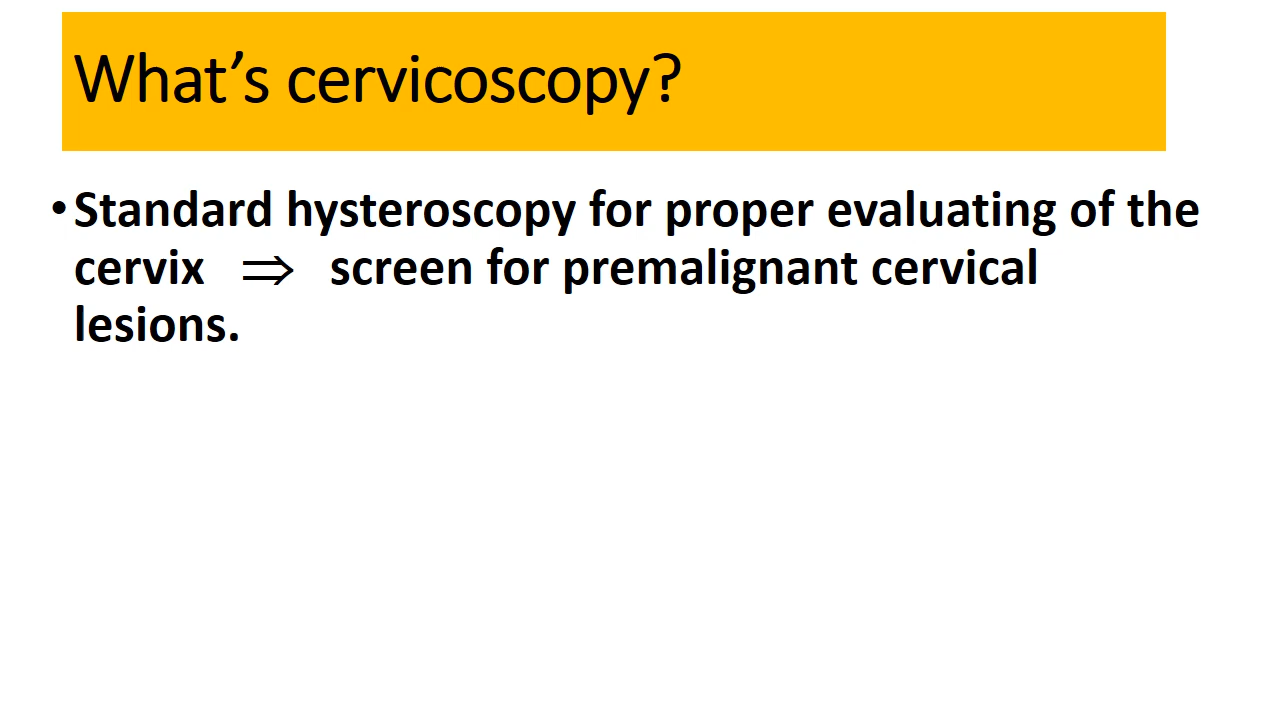 What’s cervicoscopy?
•Standard hysteroscopy for proper evaluating of the
cervix ⇒ screen for premalignant cervical
lesions.